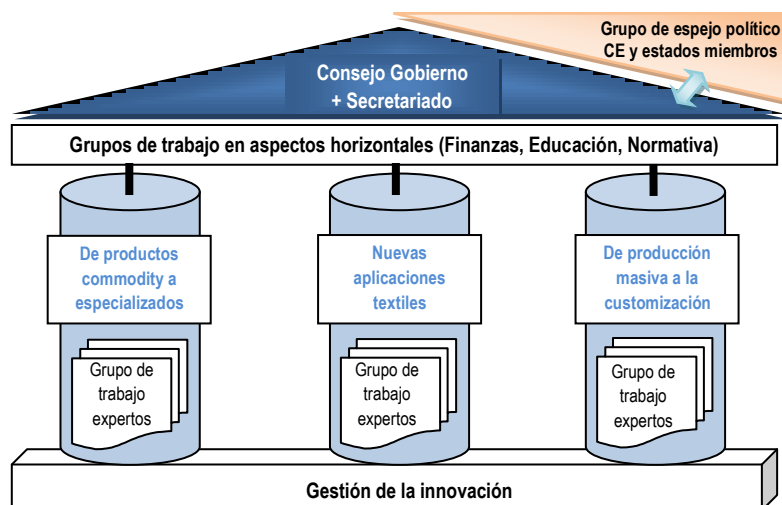 Grupo de espejo político
CE y estados miembros
Consejo Gobierno
+ Secretariado
Grupos de trabajo en aspectos horizontales (Finanzas, Educación, Normativa)
De productos
commodity a
especializados
Nuevas
aplicaciones
textiles
De producción
masiva a la
customización
Grupo de
trabajo
expertos
Grupo de
trabajo
expertos
Grupo de
trabajo
expertos
Gestión de la innovación